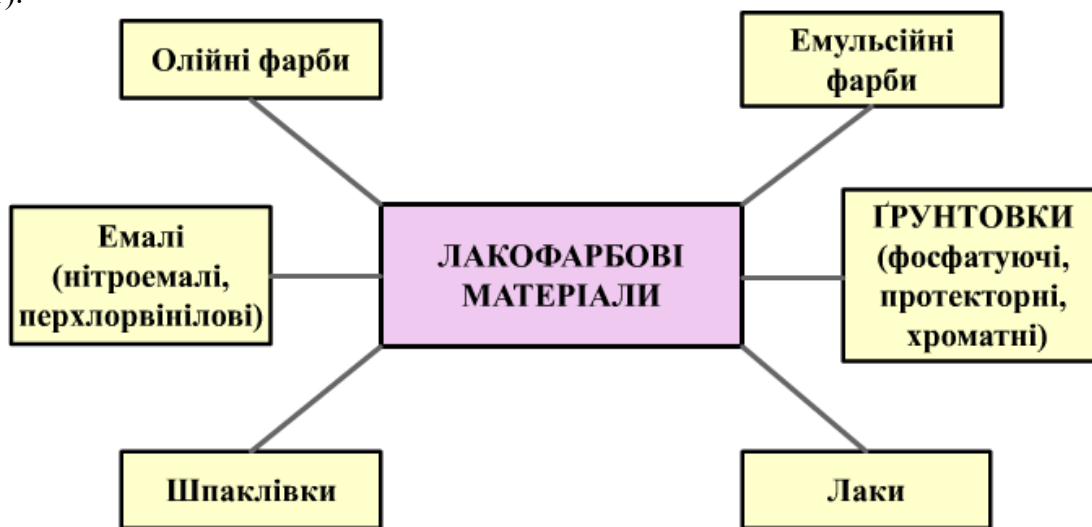 Олійні фарби
Емульсійні
фарби
Емалі
(нітроемалі,
перхлорвінілові)
ЛАКОФАРБОВІ
МАТЕРІАЛИ
ҐРУНТОВКИ
(фосфатуючі,
протекторні,
хроматні)
Шпаклівки
Лаки